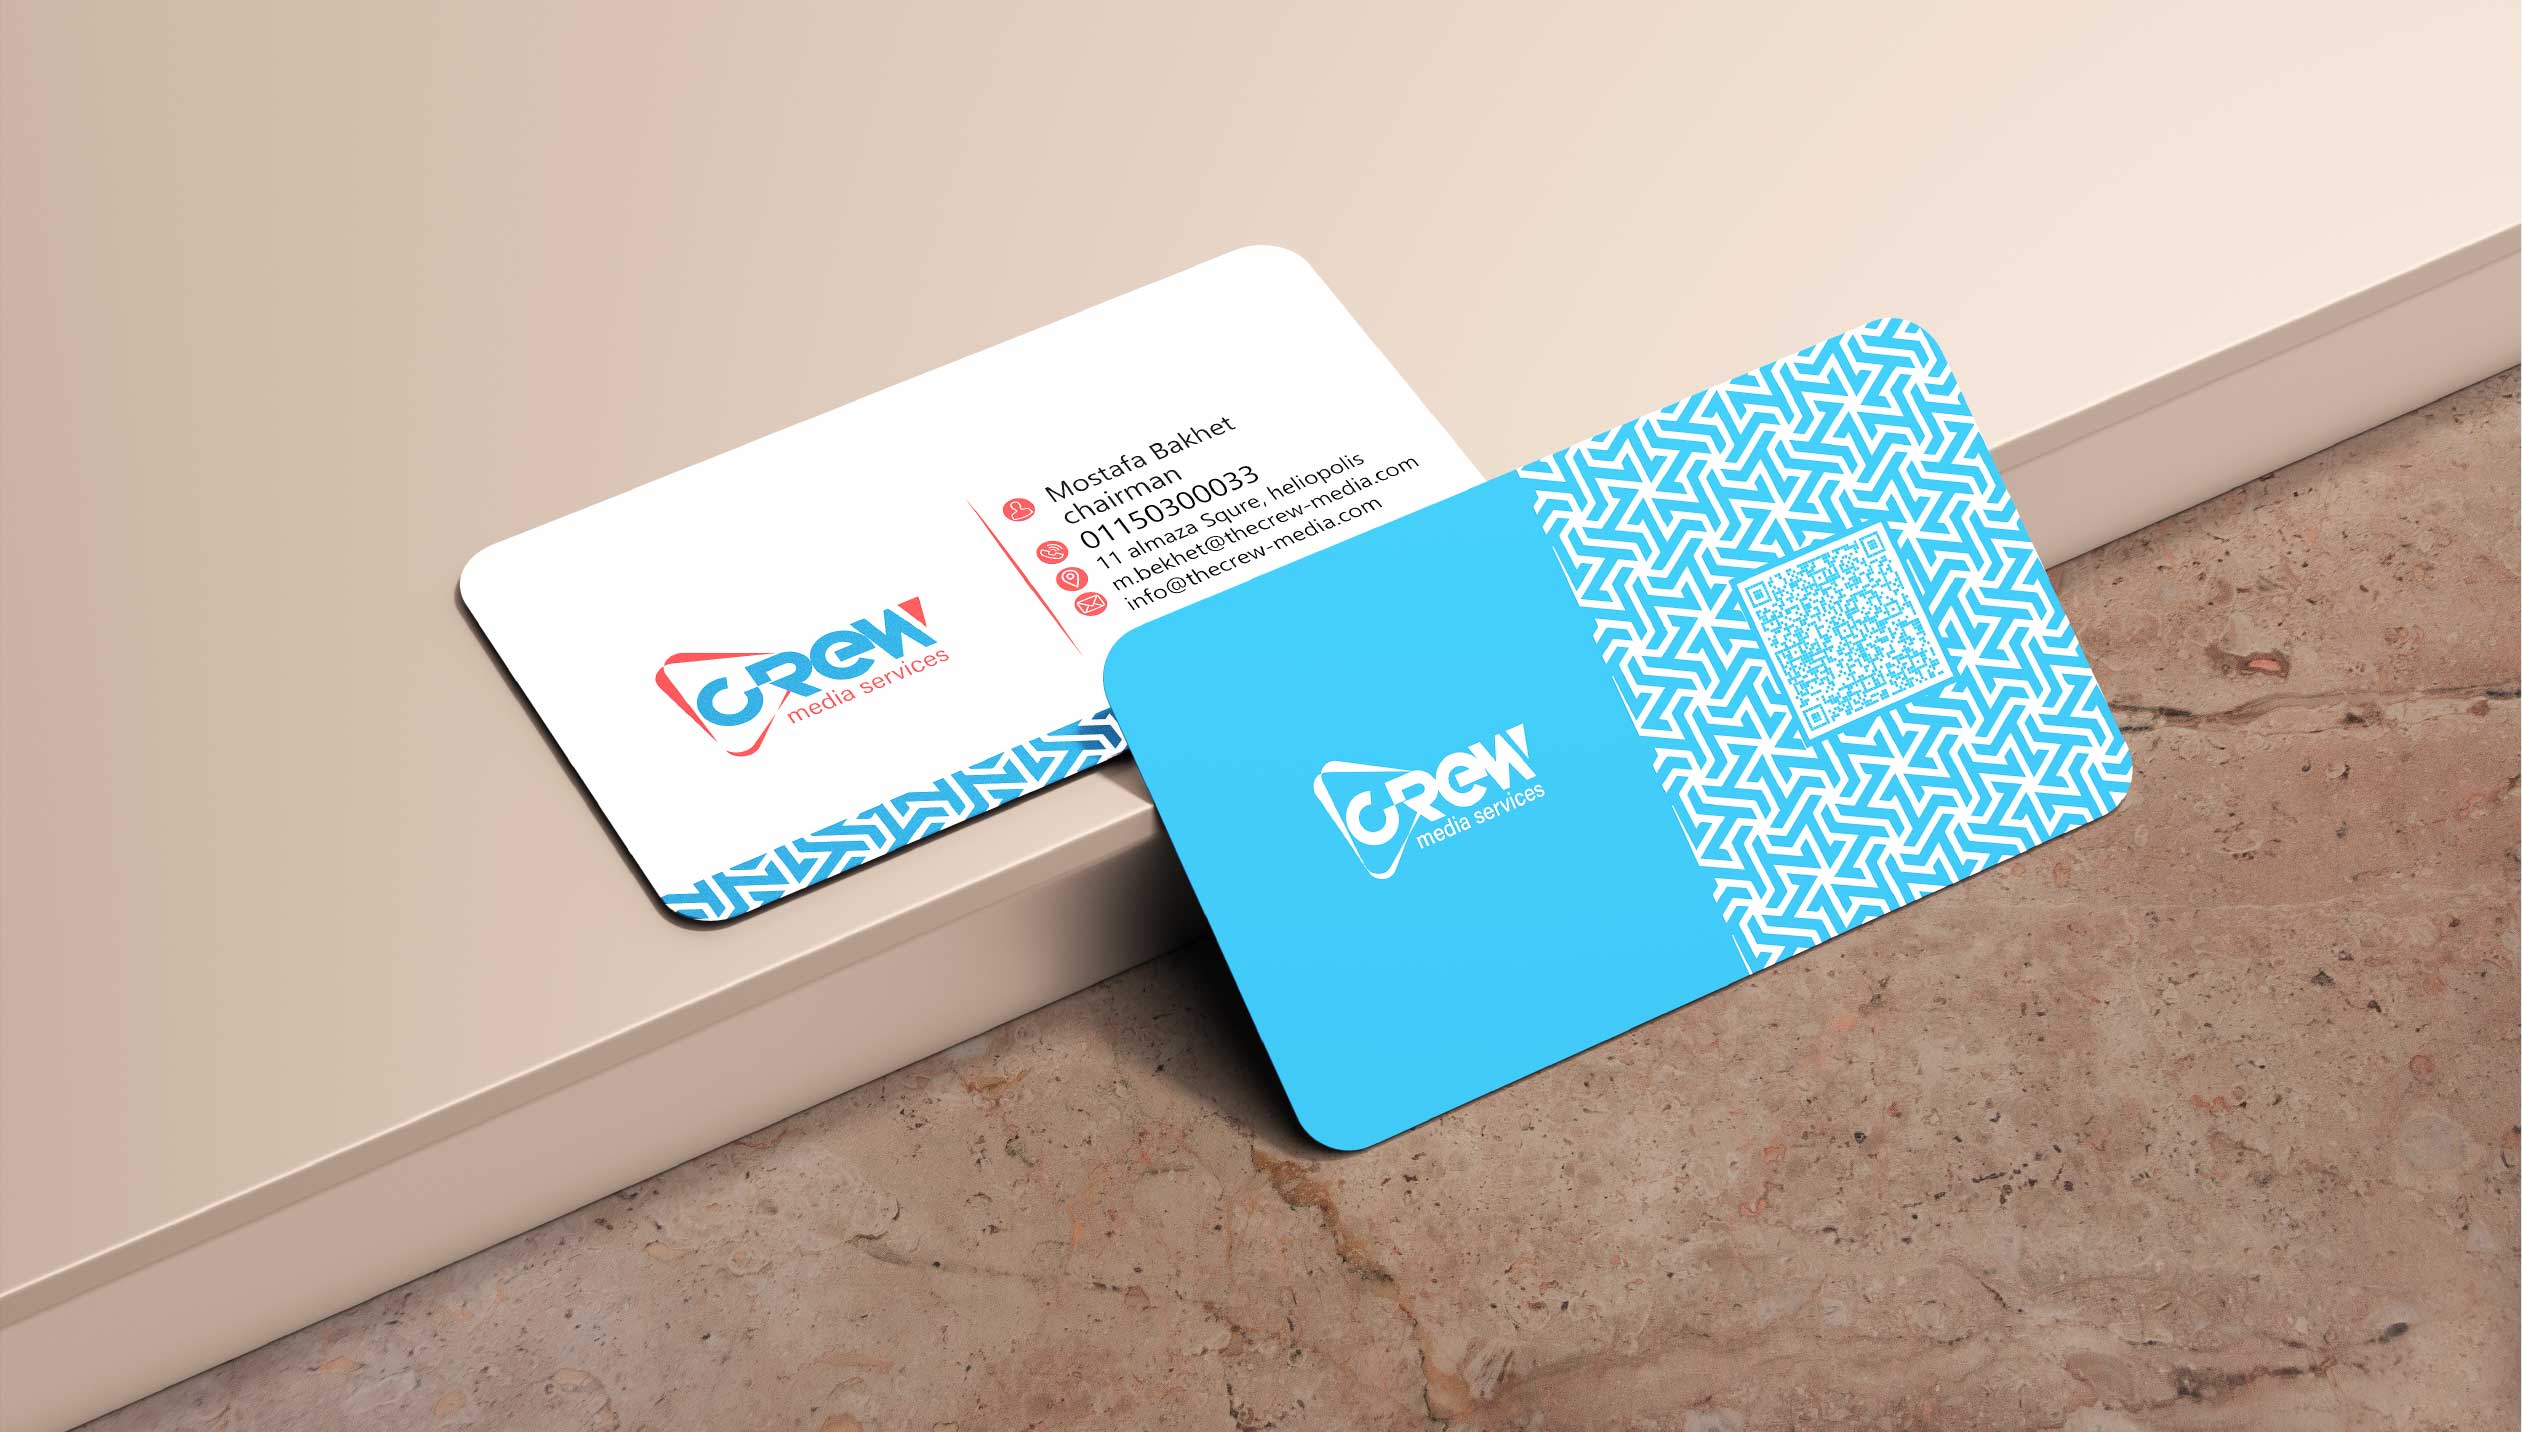 Mostafa Bakhet
chairman
01150300033
11 almaza Squre, heliopolis
m.bekhet@thecrew-media.com
info@thecrew-media.com
crew
media services
crew
media services